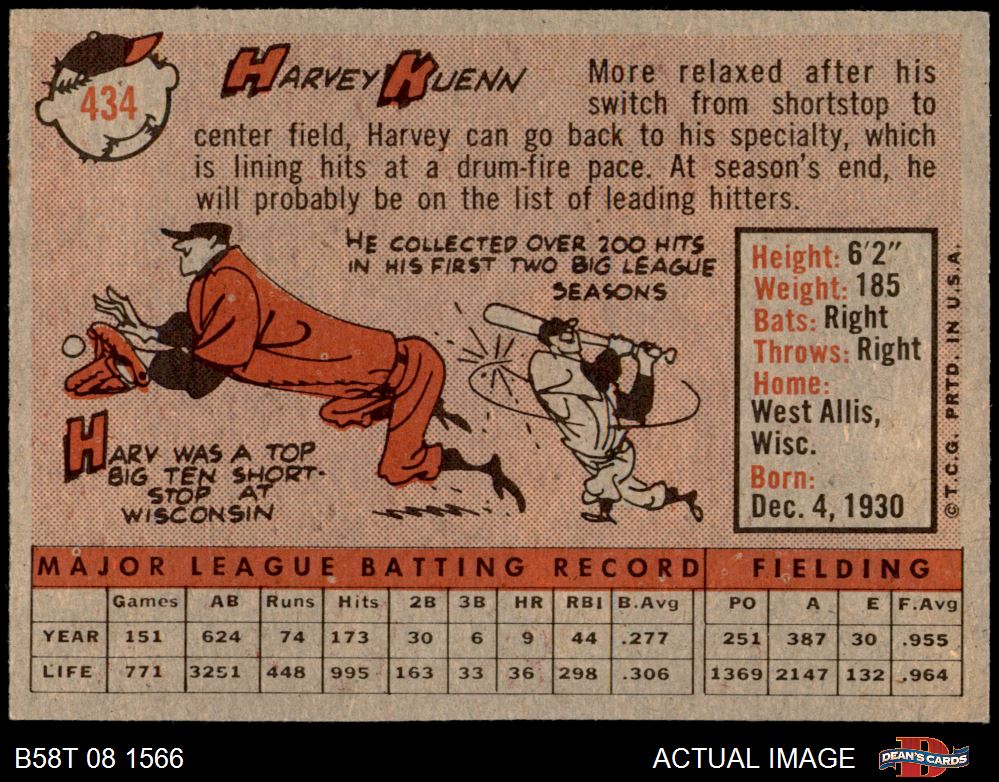 434
HARVEY KUENN
More relaxed after his
switch from shortstop to
center field, Harvey can go back to his specialty, which
is lining hits at a drum-fire pace. At season's end, he
will probably be on the list of leading hitters.
HE COLLECTED OVER 200 HITS
IN HIS FIRST TWO BIG LEAGUE
SEASONS
HARV WAS A TOP
BIG TEN SHORT-
STOP AT
WISCONSIN
Height: 6'2"
Weight: 185
Bats: Right
Throws: Right
Home:
West Allis,
Wisc.
Born:
Dec. 4, 1930
© T.C.G. PRTD. IN U.S.A.
MAJOR LEAGUE BATTING RECORD FIELDING
Games AB Runs Hits 2B 3B HR RBI B.Avg PO A E F.Avg
YEAR 151 624 74 173 30 6 9 44 .277 251 387 30 .955
LIFE 771 3251 448 995 163 33 36 298 .306 1369 2147 132 .964
B58T 08 1566 ACTUAL IMAGE D DEAN'S CARDS